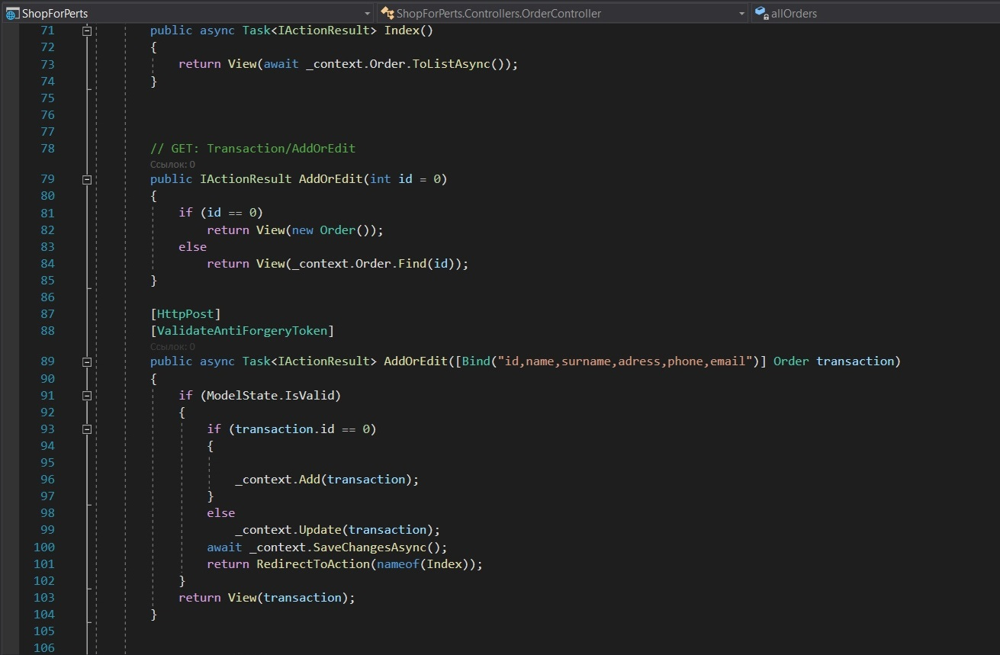 ShopForPerts ShopForPerts.Controllers.OrderController allOrders
71 public async Task<IActionResult> Index()
72 {
73 return View(await _context.Order.ToListAsync());
74 }
75
76
77
78 // GET: Transaction/AddOrEdit
Ссылок: 0
79 public IActionResult AddOrEdit(int id = 0)
80 {
81 if (id == 0)
82 return View(new Order());
83 else
84 return View(_context.Order.Find(id));
85 }
86
87 [HttpPost]
88 [ValidateAntiForgeryToken]
Ссылок: 0
89 public async Task<IActionResult> AddOrEdit([Bind("id,name,surname,adress,phone,email")] Order transaction)
90 {
91 if (ModelState.IsValid)
92 {
93 if (transaction.id == 0)
94 {
95
96 _context.Add(transaction);
97 }
98 else
99 _context.Update(transaction);
100 await _context.SaveChangesAsync();
101 return RedirectToAction(nameof(Index));
102 }
103 return View(transaction);
104 }
105
106